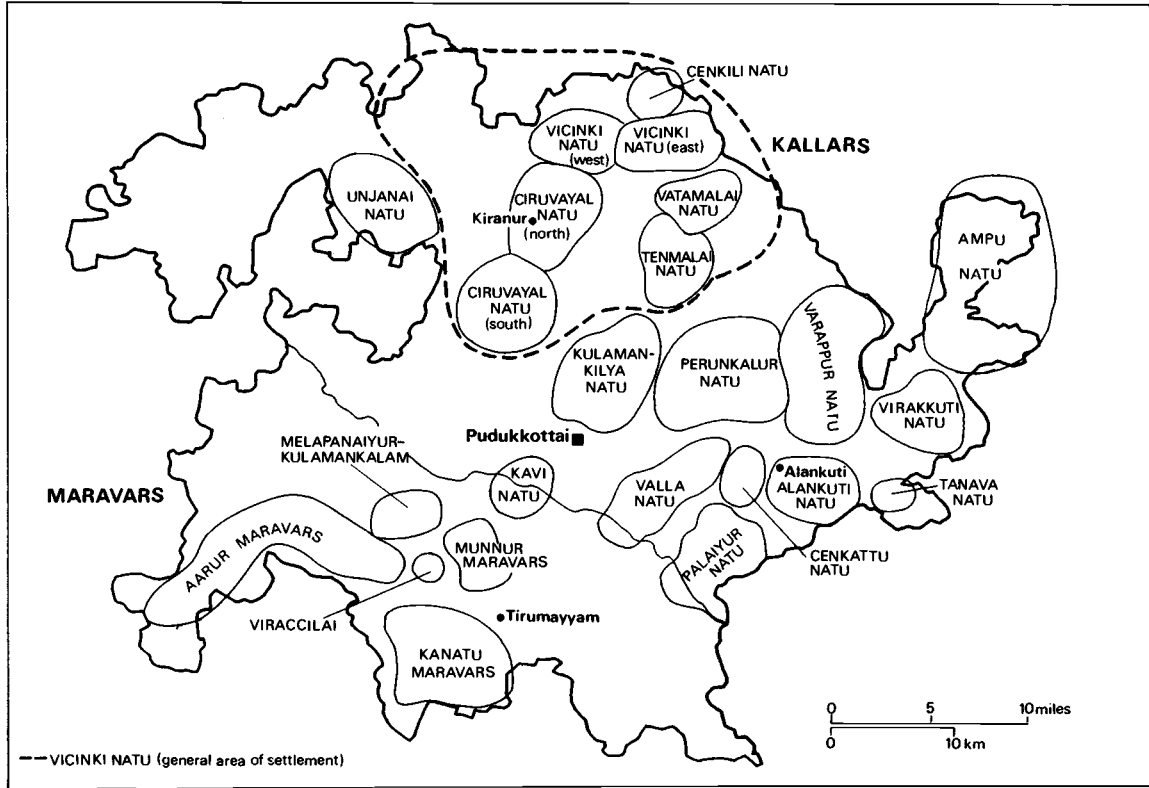 CENKILI NATU
VICINKI
NATU
(west)
VICINKI
NATU (east)
KALLARS
UNJANAI
NATU
CIRUVAYAL
NATU
(north)
Kiranur
VATAMALAI
NATU
TENMALAI
NATU
AMPU
NATU
CIRUVAYAL
NATU
(south)
KULAMAN-
KILYA
NATU
PERUNKALUR
NATU
VARAPPUR NATU
VIRAKKUTI
NATU
Pudukkottai
MELAPANAIYUR-
KULAMANKALAM
MARAVARS
KAVI
NATU
VALLA
NATU
Alankuti
ALANKUTI
NATU
TANAVA
NATU
AARUR MARAVARS
MUNNUR
MARAVARS
PALAIYUR
NATU
CENKATTU
NATU
VIRACCILAI
Tirumayyam
KANATU
MARAVARS
0 5 10 miles
0 10 km
VICINKI NATU (general area of settlement)